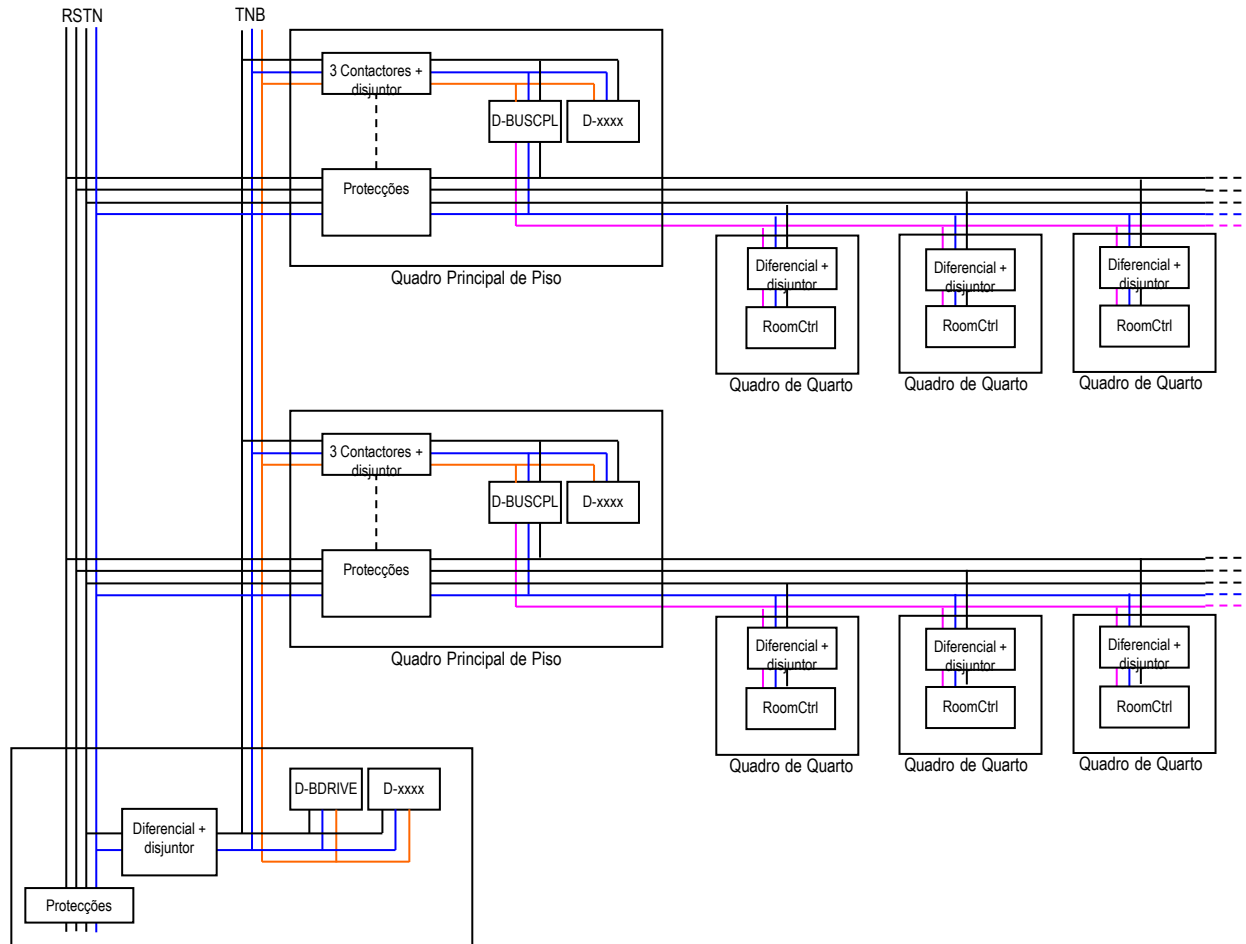 RSTN
TNB
3 Contactores +
disjuntor
D-BUSCPL
D-xxxx
Protecções
Quadro Principal de Piso
Diferencial +
disjuntor
RoomCtrl
Quadro de Quarto
Diferencial +
disjuntor
RoomCtrl
Quadro de Quarto
Diferencial +
disjuntor
RoomCtrl
Quadro de Quarto
3 Contactores +
disjuntor
D-BUSCPL
D-xxxx
Protecções
Quadro Principal de Piso
Diferencial +
disjuntor
RoomCtrl
Quadro de Quarto
Diferencial +
disjuntor
RoomCtrl
Quadro de Quarto
Diferencial +
disjuntor
RoomCtrl
Quadro de Quarto
D-BDRIVE
D-xxxx
Diferencial +
disjuntor
Protecções